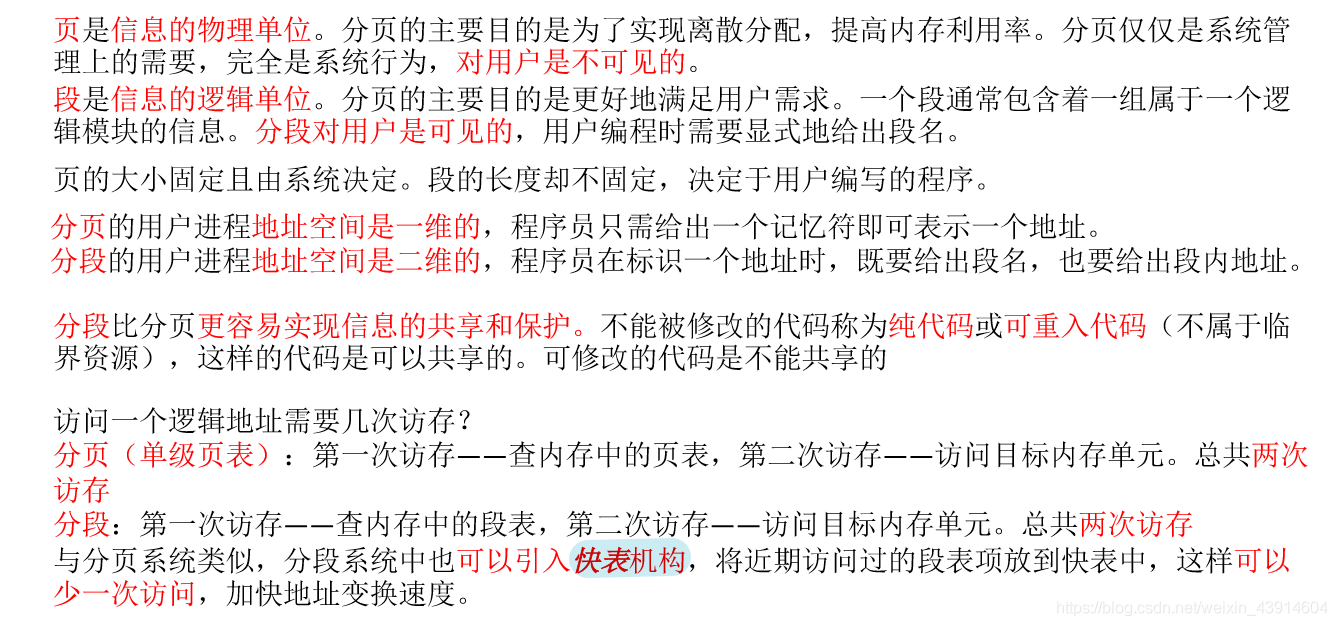 页是信息的物理单位。分页的主要目的是为了实现离散分配，提高内存利用率。分页仅仅是系统管
理上的需要，完全是系统行为，对用户是不可见的。
段是信息的逻辑单位。分页的主要目的是更好地满足用户需求。一个段通常包含着一组属于一个逻
辑模块的信息。分段对用户是可见的，用户编程时需要显式地给出段名。
页的大小固定且由系统决定。段的长度却不固定，决定于用户编写的程序。
分页的用户进程地址空间是一维的，程序员只需给出一个记忆符即可表示一个地址。
分段的用户进程地址空间是二维的，程序员在标识一个地址时，既要给出段名，也要给出段内地址。
分段比分页更容易实现信息的共享和保护。不能被修改的代码称为纯代码或可重入代码（不属于临
界资源），这样的代码是可以共享的。可修改的代码是不能共享的
访问一个逻辑地址需要几次访存？
分页（单级页表）：第一次访存——查内存中的页表，第二次访存——访问目标内存单元。总共两次
访存
分段：第一次访存——查内存中的段表，第二次访存——访问目标内存单元。总共两次访存
与分页系统类似，分段系统中也可以引入快表机构，将近期访问过的段表项放到快表中，这样可以
少一次访问，加快地址变换速度。
https://blog.csdn.net/weixin_43914604